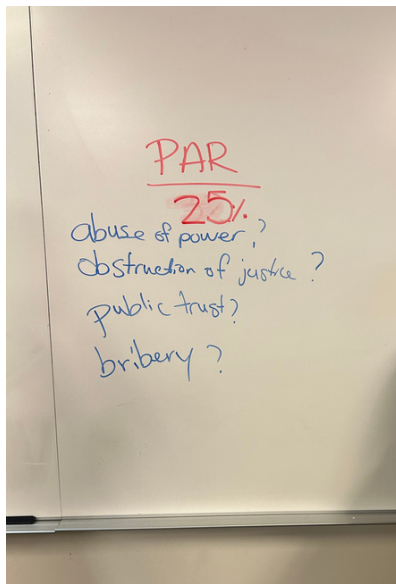 PAR
25%
abuse of power?
obstruction of justice?
public trust?
bribery?